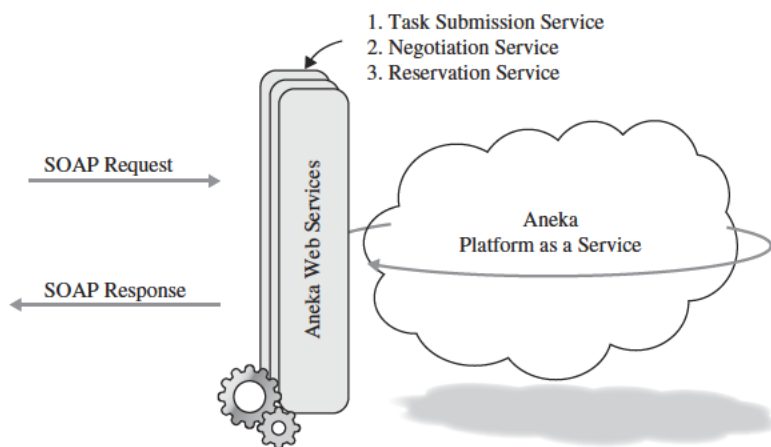 1. Task Submission Service
2. Negotiation Service
3. Reservation Service
SOAP Request
SOAP Response
Aneka Web Services
Aneka
Platform as a Service